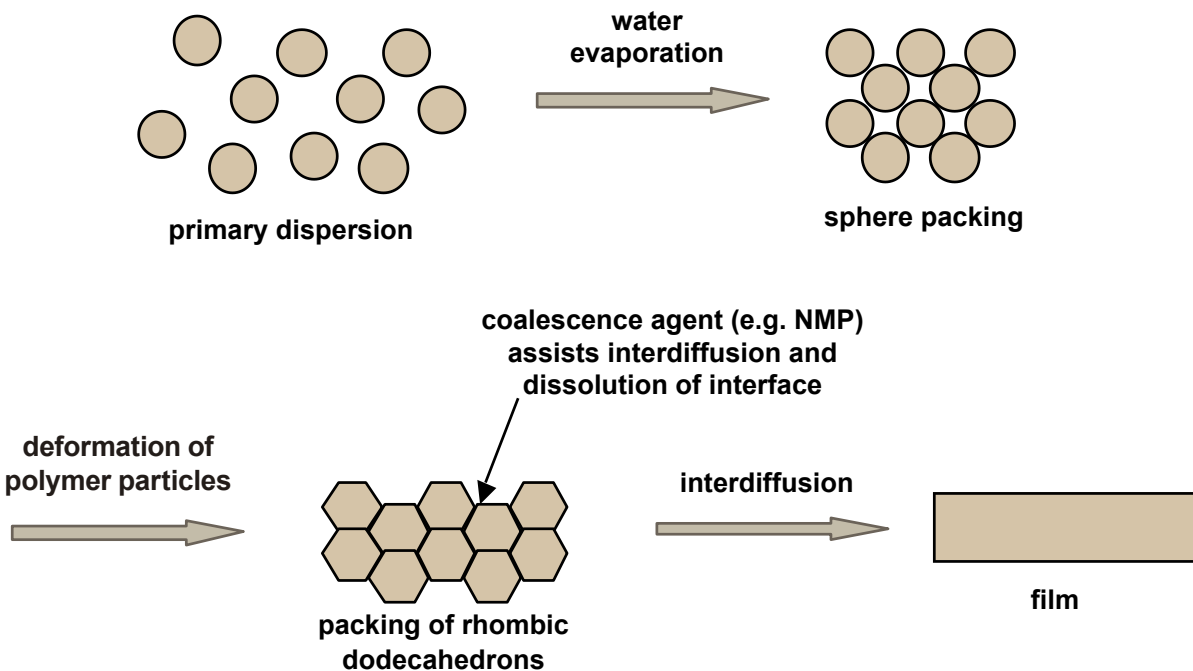 water
evaporation
primary dispersion
sphere packing
coalescence agent (e.g. NMP)
assists interdiffusion and
dissolution of interface
deformation of
polymer particles
interdiffusion
packing of rhombic
dodecahedrons
film